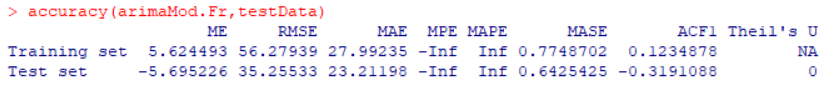 > accuracy(arimaMod.Fr,testData)
ME RMSE MAE MPE MAPE MASE ACF1 Theil's U
Training set 5.624493 56.27939 27.99235 -Inf Inf 0.7748702 0.1234878 NA
Test set -5.695226 35.25533 23.21198 -Inf Inf 0.6425425 -0.3191088 0